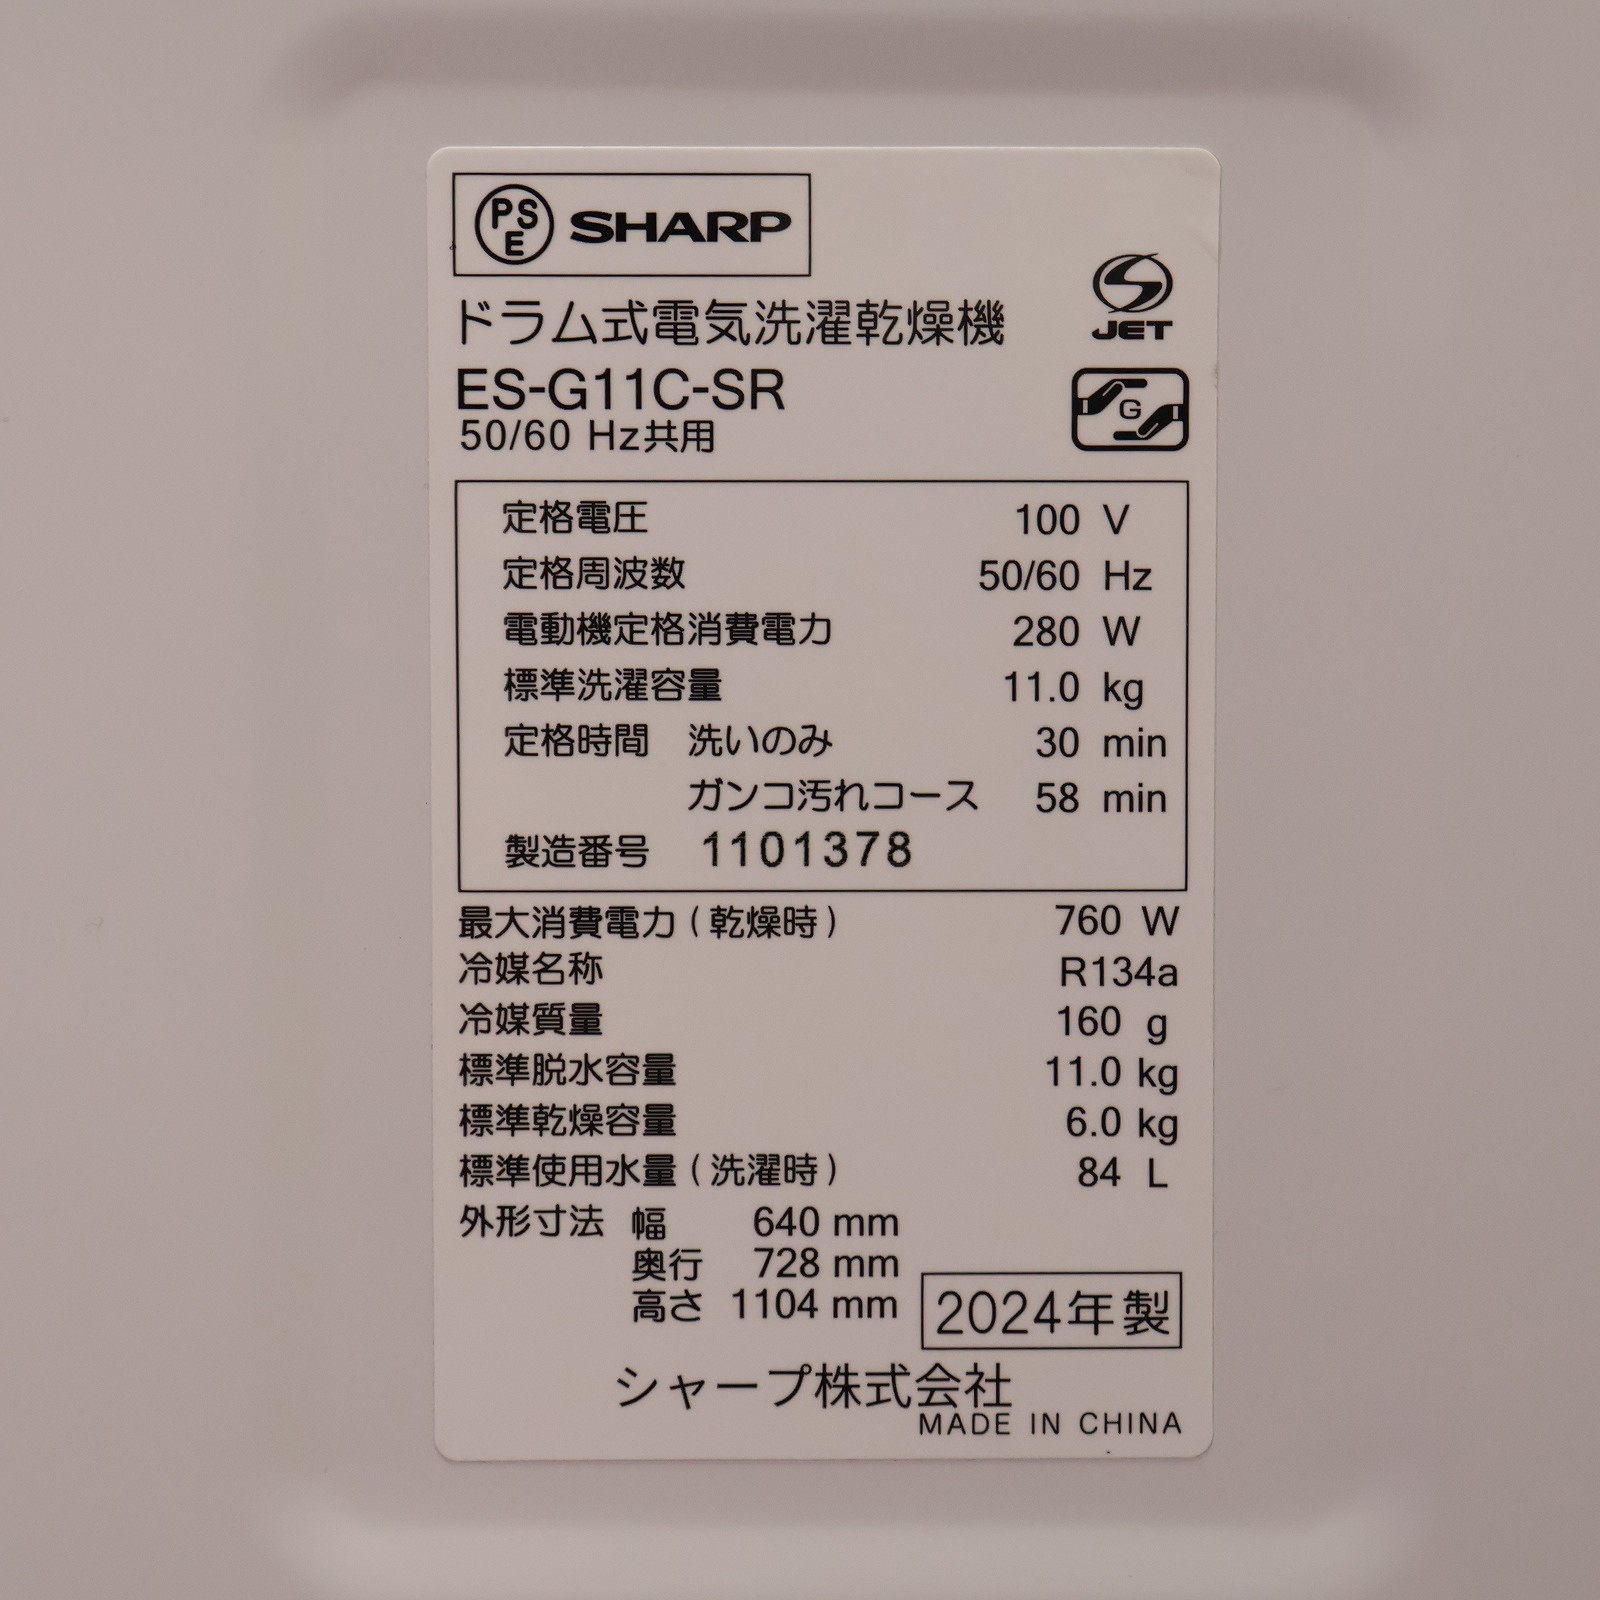 PSE SHARP
JET
ドラム式電気洗濯乾燥機
ES-G11C-SR
G
50/60 Hz共用
定格電圧 100 V
定格周波数 50/60 Hz
電動機定格消費電力 280 W
標準洗濯容量 11.0 kg
定格時間 洗いのみ 30 min
ガンコ汚れコース 58 min
製造番号 1101378
最大消費電力(乾燥時) 760 W
冷媒名称 R134a
冷媒質量 160 g
標準脱水容量 11.0 kg
標準乾燥容量 6.0 kg
標準使用水量(洗濯時) 84 L
外形寸法 幅 640 mm
奥行 728 mm
高さ 1104 mm
2024年製
シャープ株式会社
MADE IN CHINA